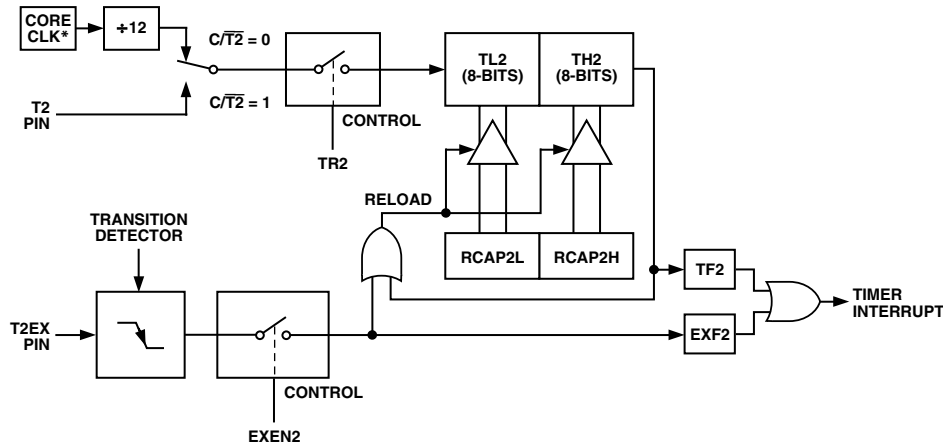 CORE
CLK*
÷12
C/T2 = 0
C/T2 = 1
T2
PIN
CONTROL
TR2
TL2
(8-BITS)
TH2
(8-BITS)
RELOAD
TRANSITION
DETECTOR
RCAP2L
RCAP2H
TF2
TIMER
INTERRUPT
T2EX
PIN
EXF2
CONTROL
EXEN2